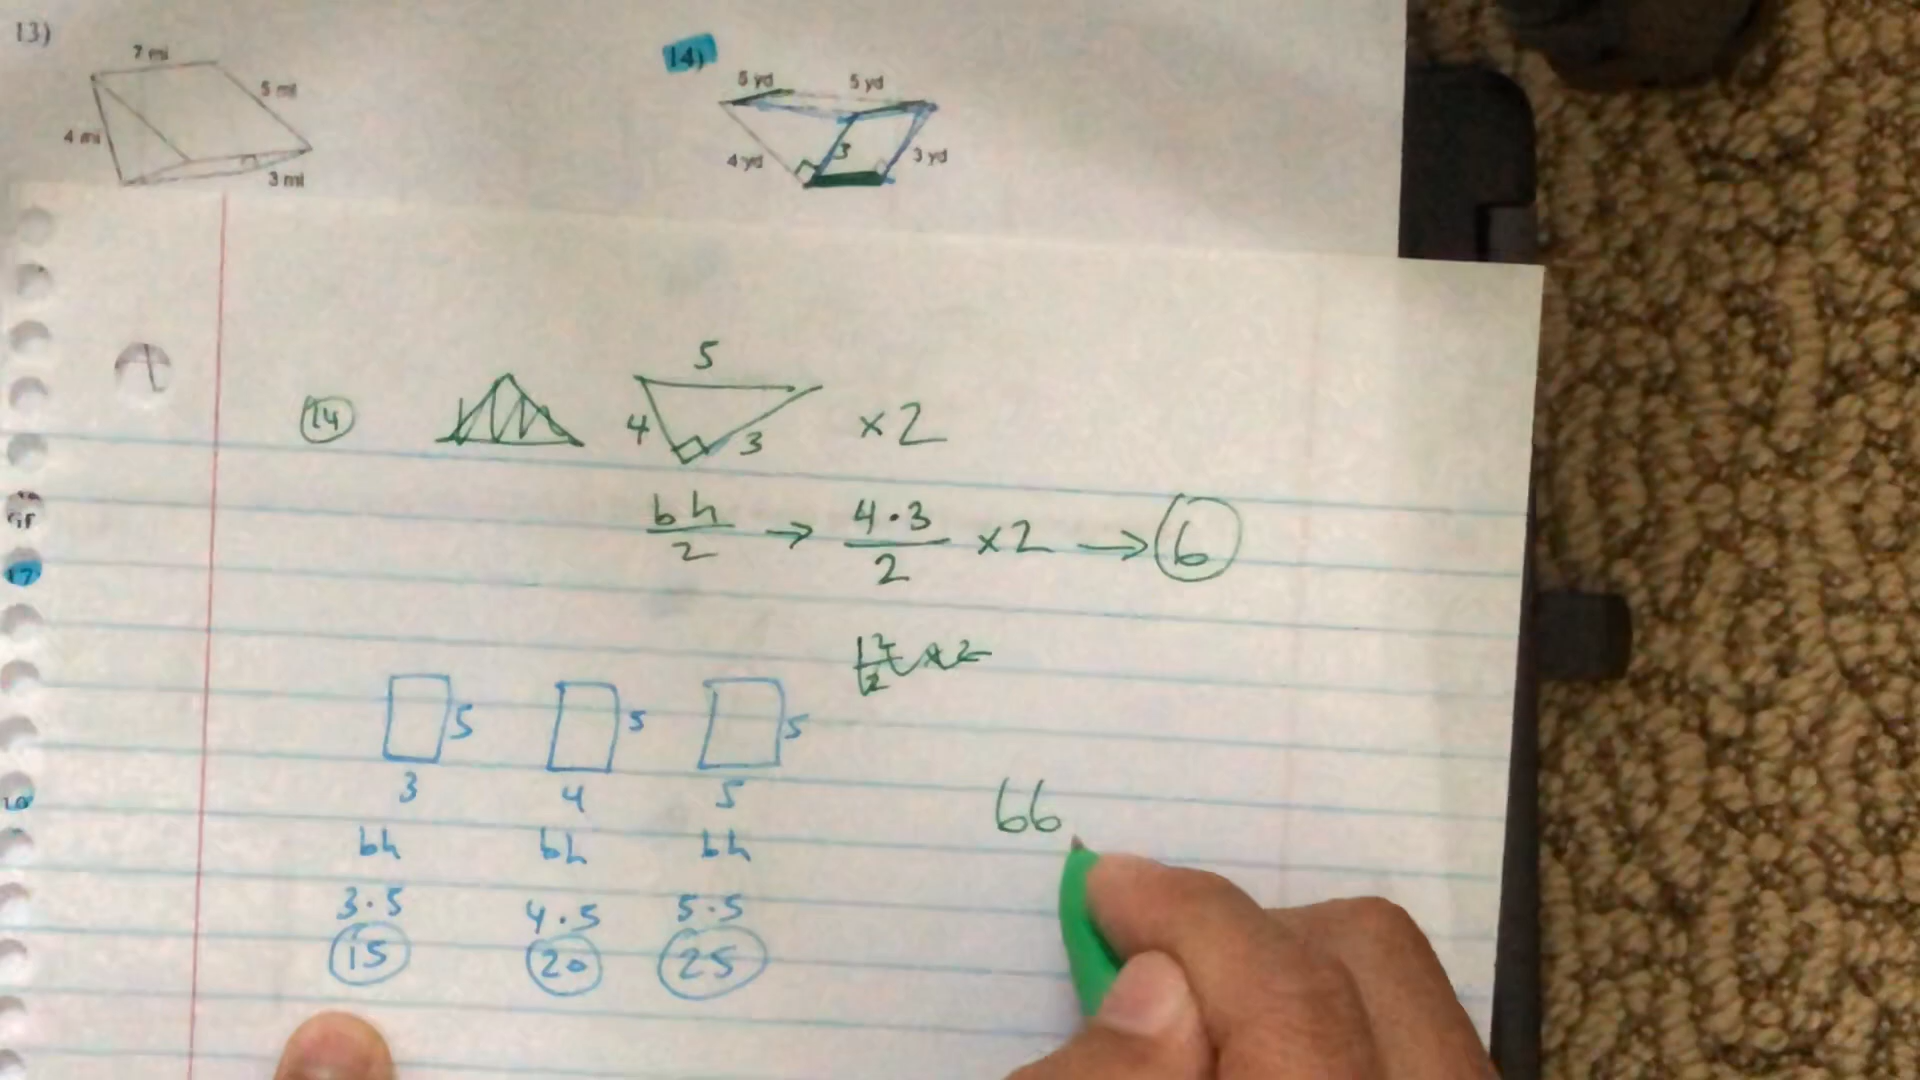 13)
7 mi
5 mi
4 mi
3 mi
14)
5 yd
5 yd
4 yd
3
3 yd
14
5
4
3
×2
bh/2 → 4·3/2 ×2 → 6
12/2 ×2
17
5
5
5
3
4
5
66
bh
bh
bh
3·5
4·5
5·5
15
20
25